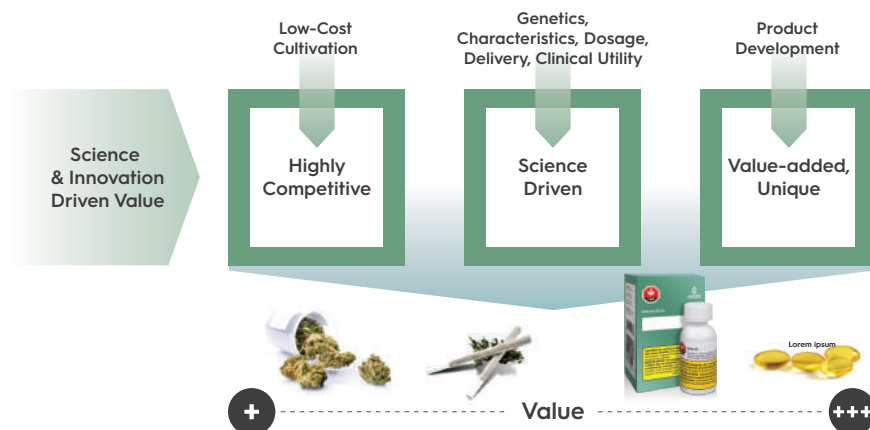 Low-Cost
Cultivation
Genetics,
Characteristics, Dosage,
Delivery, Clinical Utility
Product
Development
Science
& Innovation
Driven Value
Highly
Competitive
Science
Driven
Value-added,
Unique
Lorem ipsum
+
Value
+++